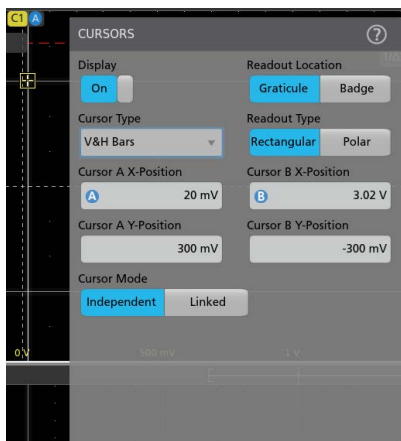 C1 A
CURSORS ?
Display Readout Location
On Graticule Badge
Cursor Type Readout Type
V&H Bars Rectangular Polar
Cursor A X-Position Cursor B X-Position
A 20 mV B 3.02 V
Cursor A Y-Position Cursor B Y-Position
300 mV -300 mV
Cursor Mode
Independent Linked
0 V 500 mV 1 V